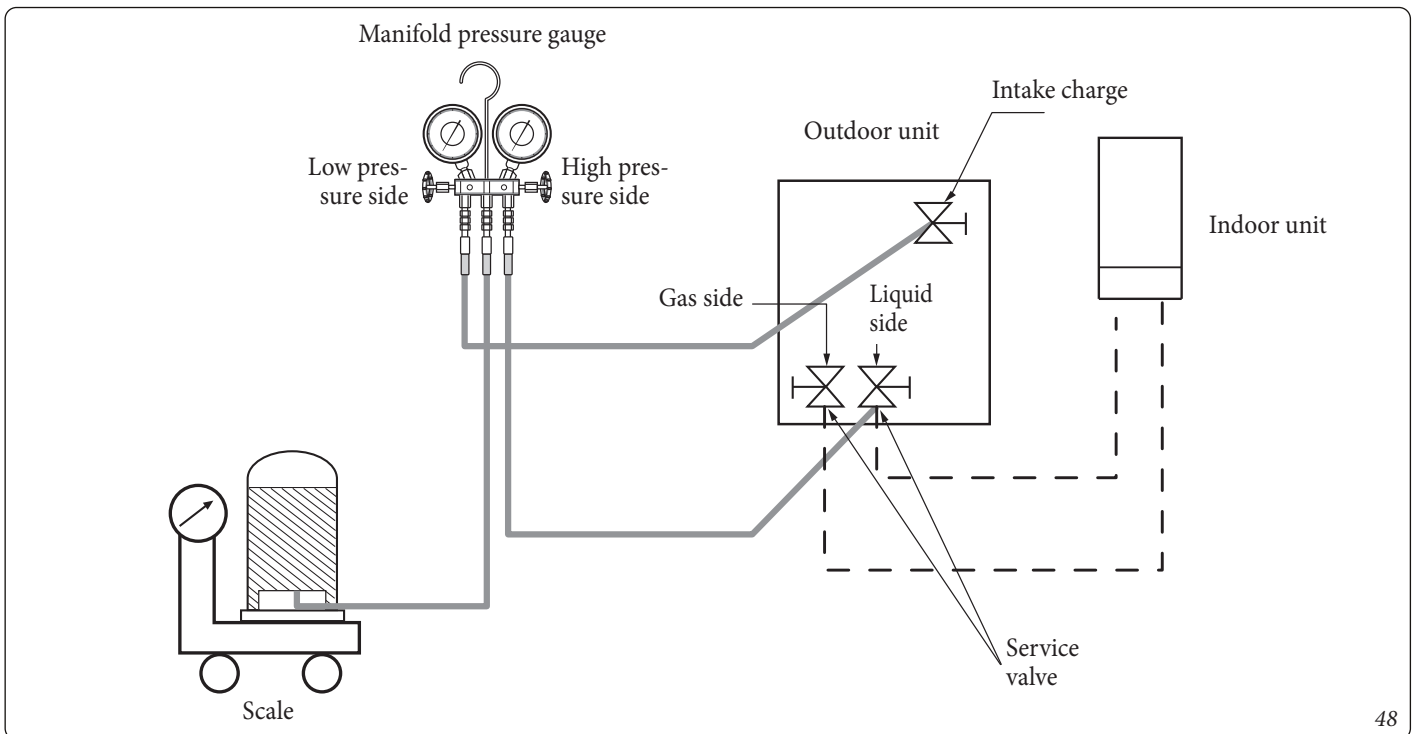 Manifold pressure gauge
Intake charge
Outdoor unit
Low pres-
sure side
High pres-
sure side
Indoor unit
Gas side
Liquid
side
Service
valve
Scale
48